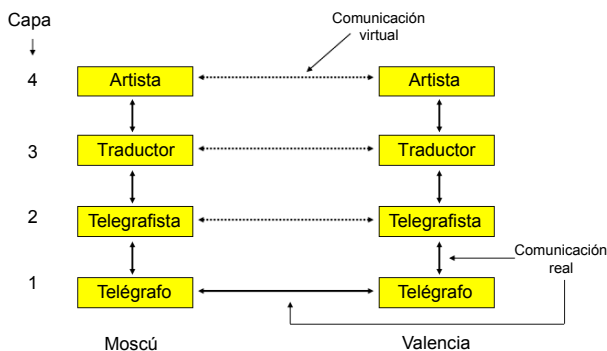 Capa
Comunicación
virtual
4
Artista
Artista
3
Traductor
Traductor
2
Telegrafista
Telegrafista
Comunicación
real
1
Telégrafo
Telégrafo
Moscú
Valencia